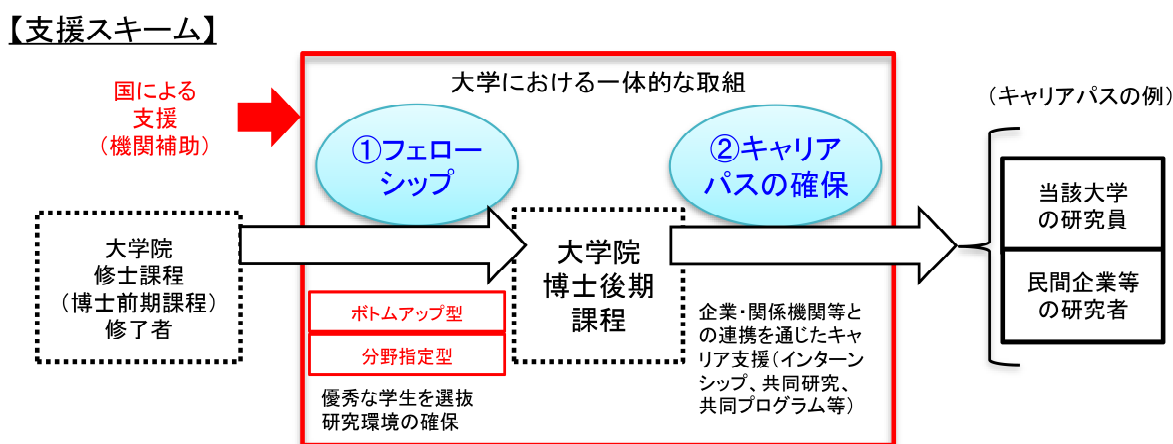 【支援スキーム】
国による
支援
(機関補助)
大学における一体的な取組
①フェロー
シップ
②キャリア
パスの確保
(キャリアパスの例)
大学院
修士課程
(博士前期課程)
修了者
ボトムアップ型
分野指定型
優秀な学生を選抜
研究環境の確保
大学院
博士後期
課程
企業・関係機関等と
の連携を通じたキャ
リア支援(インターン
シップ、共同研究、
共同プログラム等)
当該大学
の研究員
民間企業等
の研究者